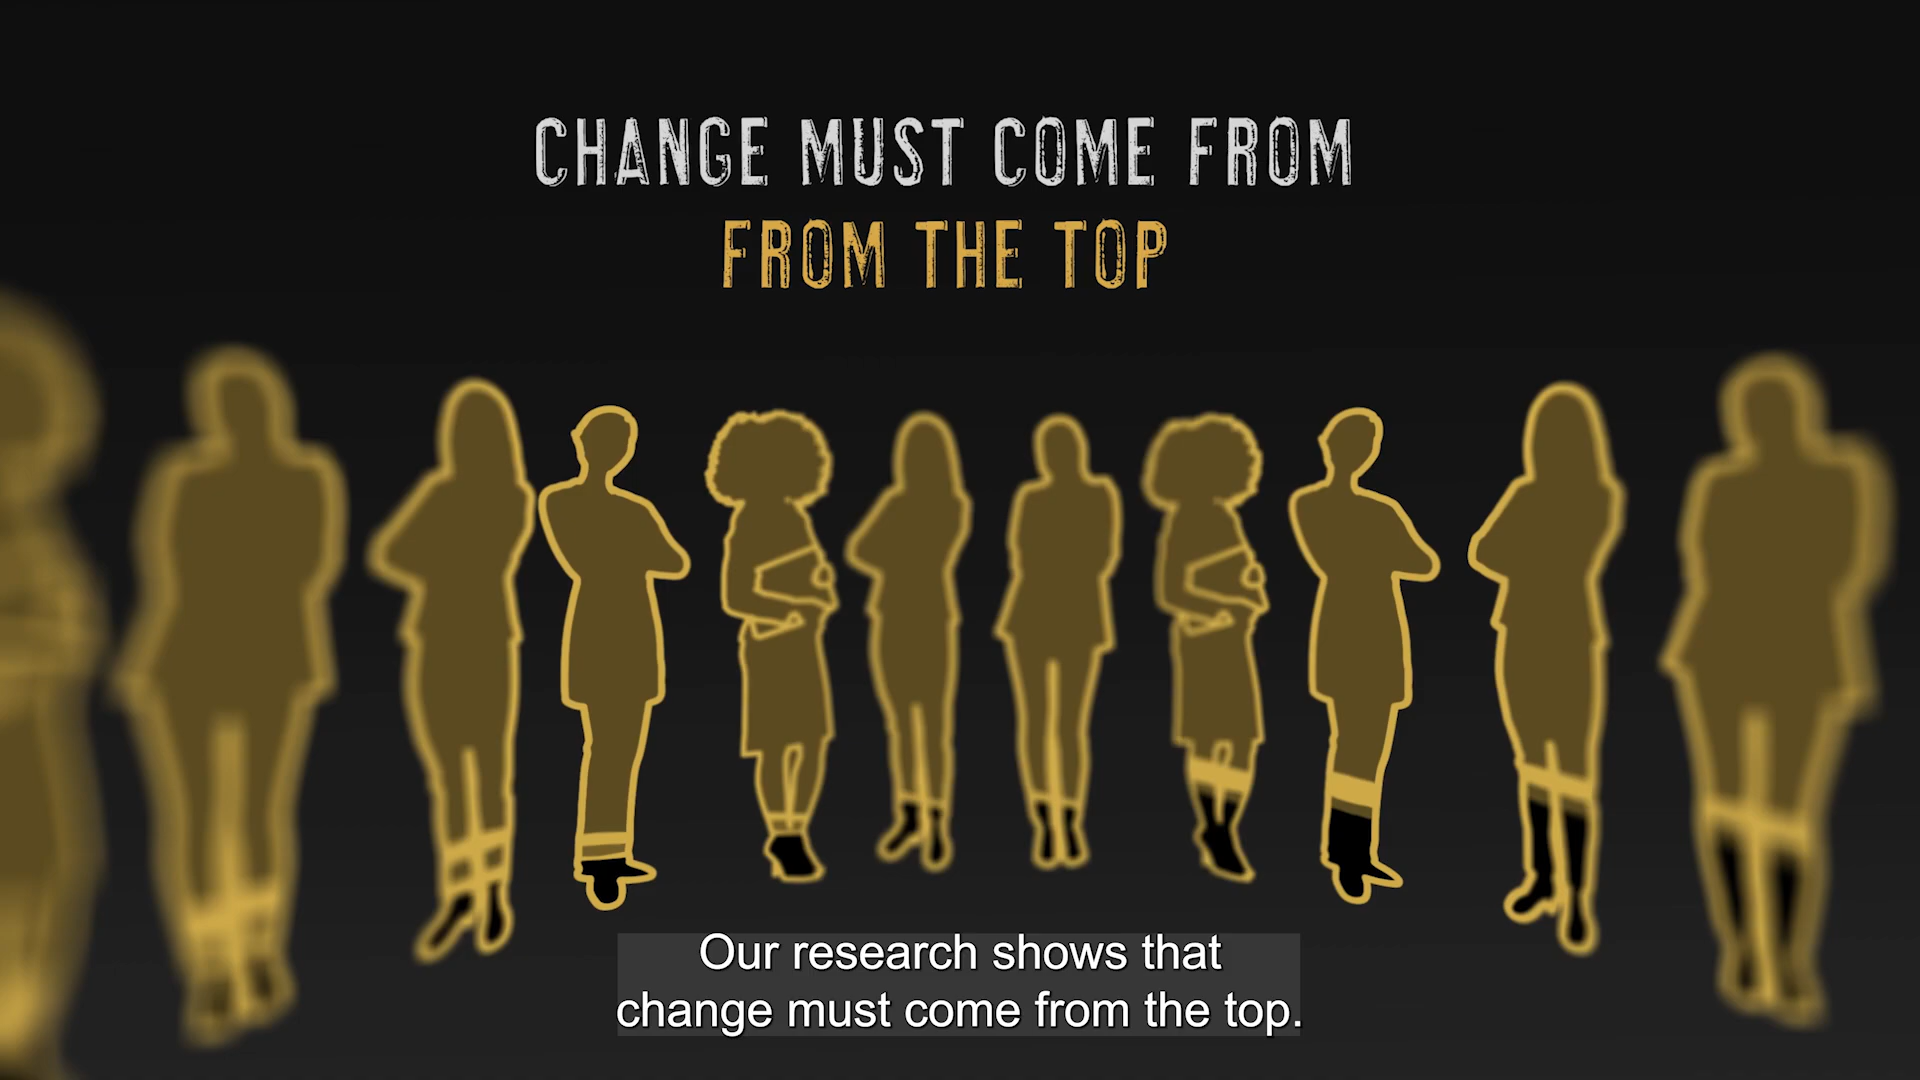 CHANGE MUST COME FROM
FROM THE TOP
Our research shows that
change must come from the top.